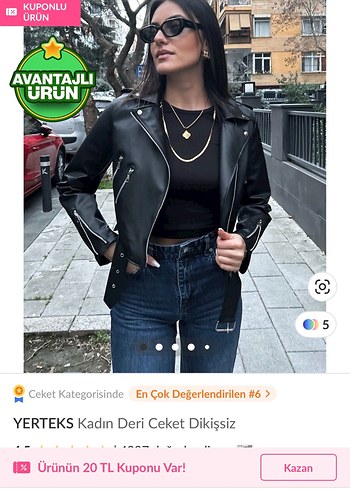 KUPONLU
ÜRÜN
AVANTAJLI
ÜRÜN
5
Ceket Kategorisinde En Çok Değerlendirilen #6 >
YERTEKS Kadın Deri Ceket Dikişsiz
Ürünün 20 TL Kuponu Var!
Kazan